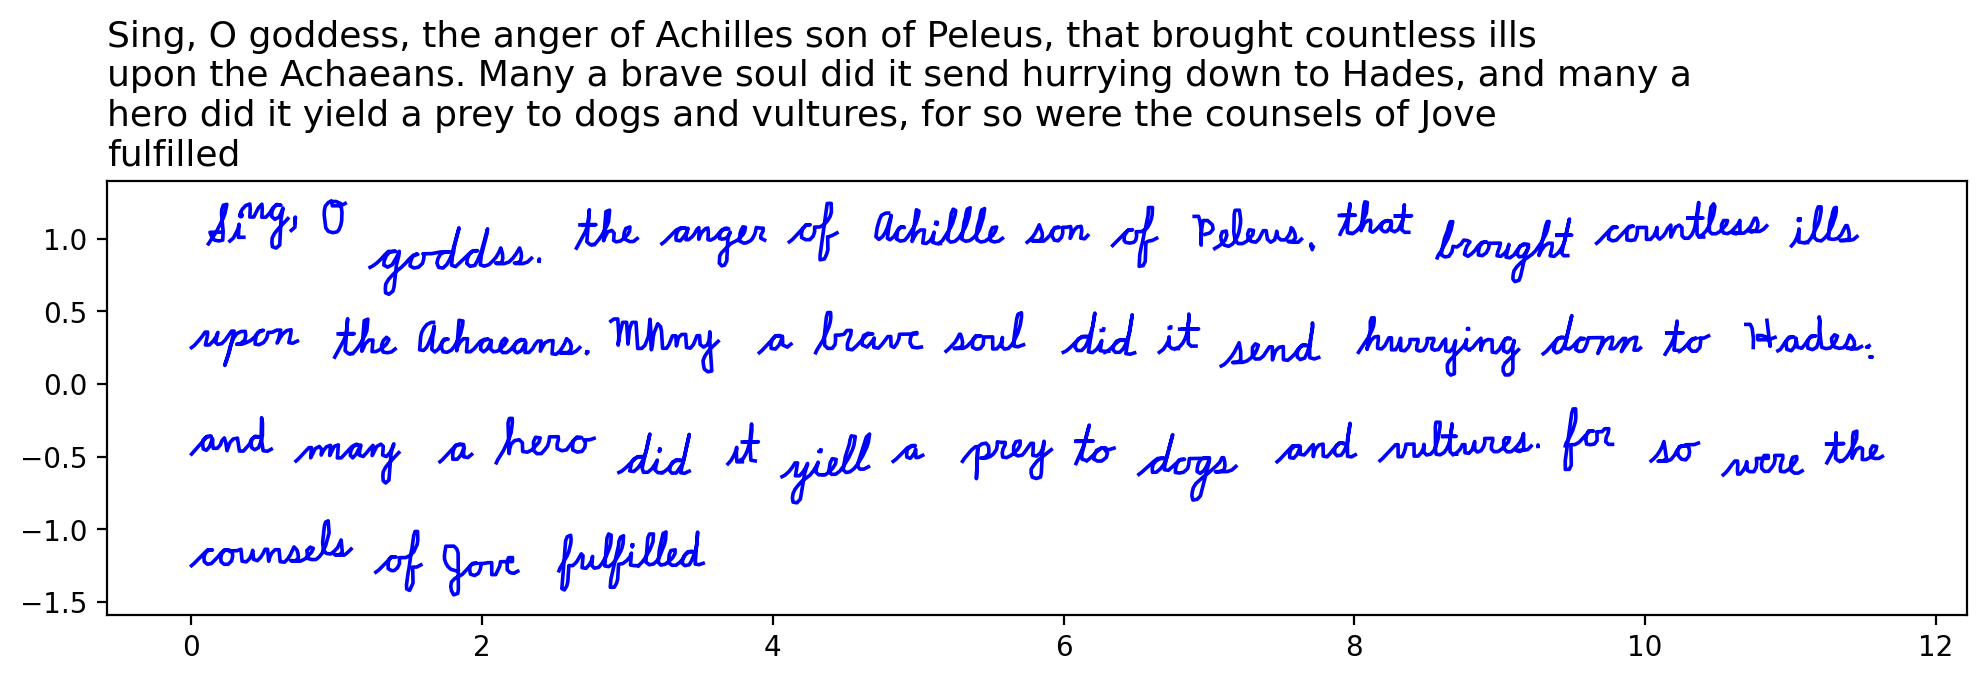 Sing, O goddess, the anger of Achilles son of Peleus, that brought countless ills
upon the Achaeans. Many a brave soul did it send hurrying down to Hades, and many a
hero did it yield a prey to dogs and vultures, for so were the counsels of Jove
fulfilled
Sing, O goddss. the anger of Achillle son of Peleus. that brought countless ills
upon the Achaeans. MMny a brave soul did it send hurrying donn to Hades.
and many a hero did it yiell a prey to dogs and vultures. for so were the
counsels of Jove fulfilled
1.0
0.5
0.0
−0.5
−1.0
−1.5
0 2 4 6 8 10 12